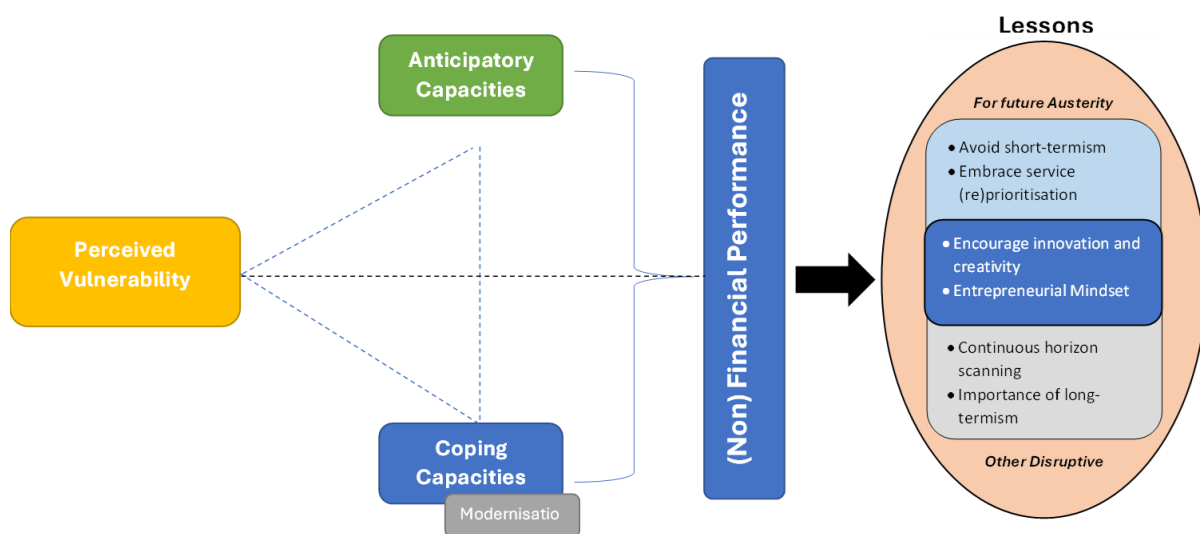 Perceived
Vulnerability
Anticipatory
Capacities
Coping
Capacities
Modernisatio
(Non) Financial Performance
Lessons
For future Austerity
• Avoid short-termism
• Embrace service
(re)prioritisation
• Encourage innovation and
creativity
• Entrepreneurial Mindset
• Continuous horizon
scanning
• Importance of long-
termism
Other Disruptive